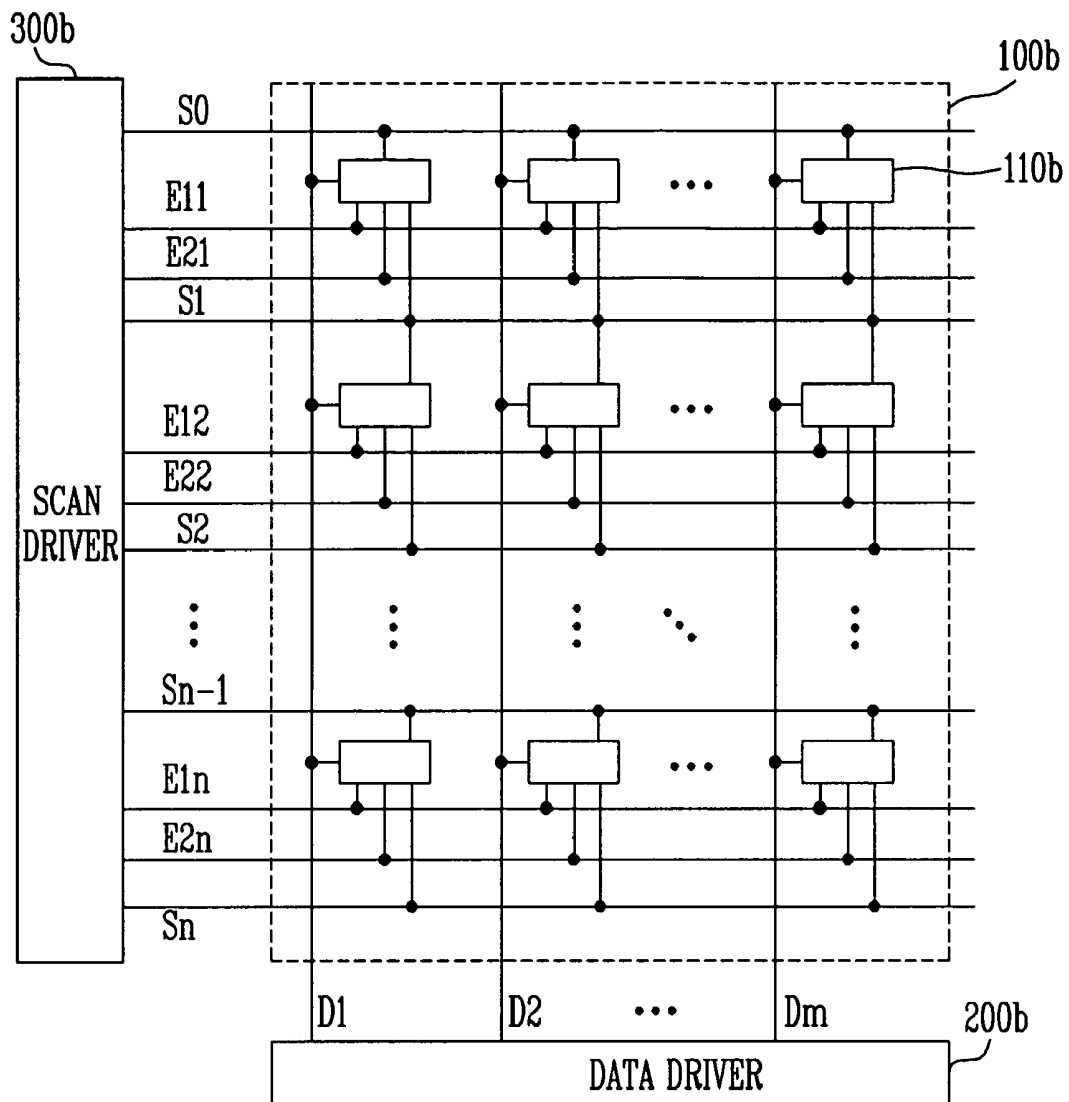 300b
100b
S0
110b
E11
E21
S1
E12
E22
SCAN
DRIVER
S2
Sn-1
E1n
E2n
Sn
D1 D2 Dm
200b
DATA DRIVER